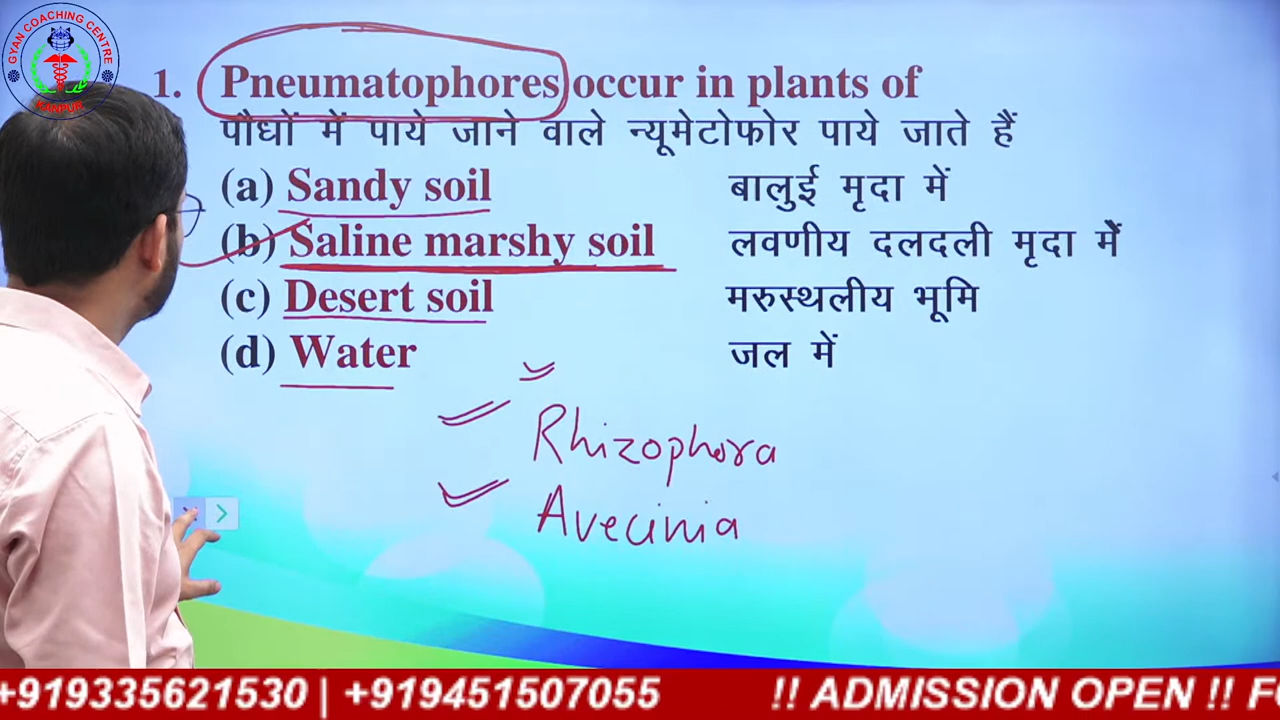 GYAN COACHING CENTRE
KANPUR
1. Pneumatophores occur in plants of
पौधों में पाये जाने वाले न्यूमेटोफोर पाये जाते हैं
(a) Sandy soil बालुई मृदा में
(b) Saline marshy soil लवणीय दलदली मृदा में
(c) Desert soil मरुस्थलीय भूमि
(d) Water जल में
Rhizophora
Avecinia
+919335621530 | +919451507055 !! ADMISSION OPEN !! F